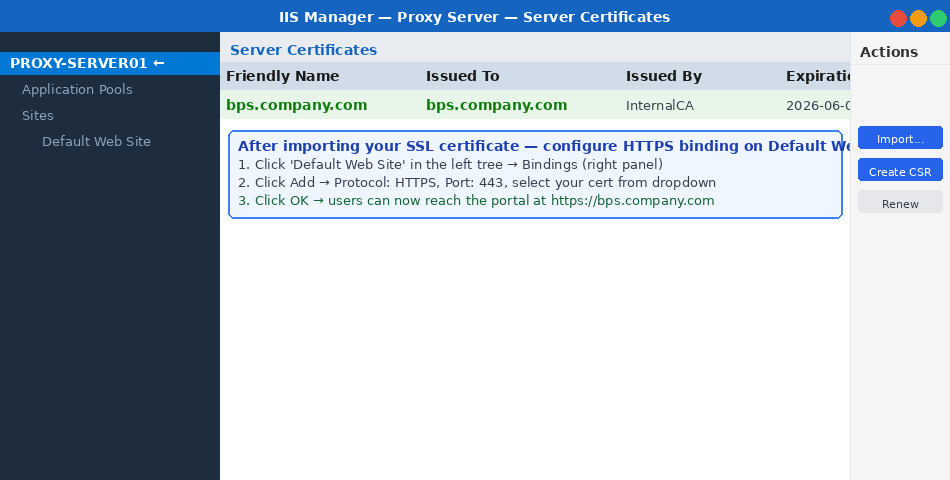 IIS Manager — Proxy Server — Server Certificates
PROXY-SERVER01 ←
Application Pools
Sites
Default Web Site
Server Certificates
Friendly Name Issued To Issued By Expiratio
bps.company.com bps.company.com InternalCA 2026-06-0
After importing your SSL certificate — configure HTTPS binding on Default We
1. Click 'Default Web Site' in the left tree → Bindings (right panel)
2. Click Add → Protocol: HTTPS, Port: 443, select your cert from dropdown
3. Click OK → users can now reach the portal at https://bps.company.com
Actions
Import...
Create CSR
Renew